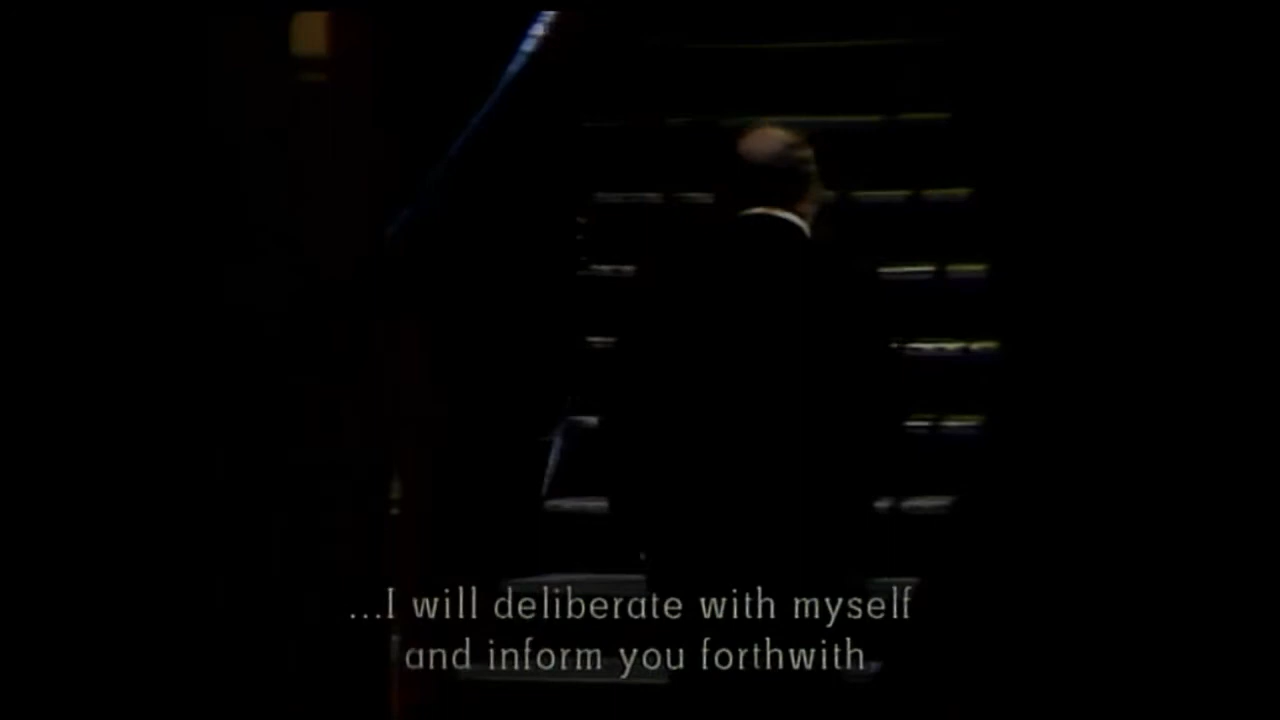 ...I will deliberate with myself
and inform you forthwith.